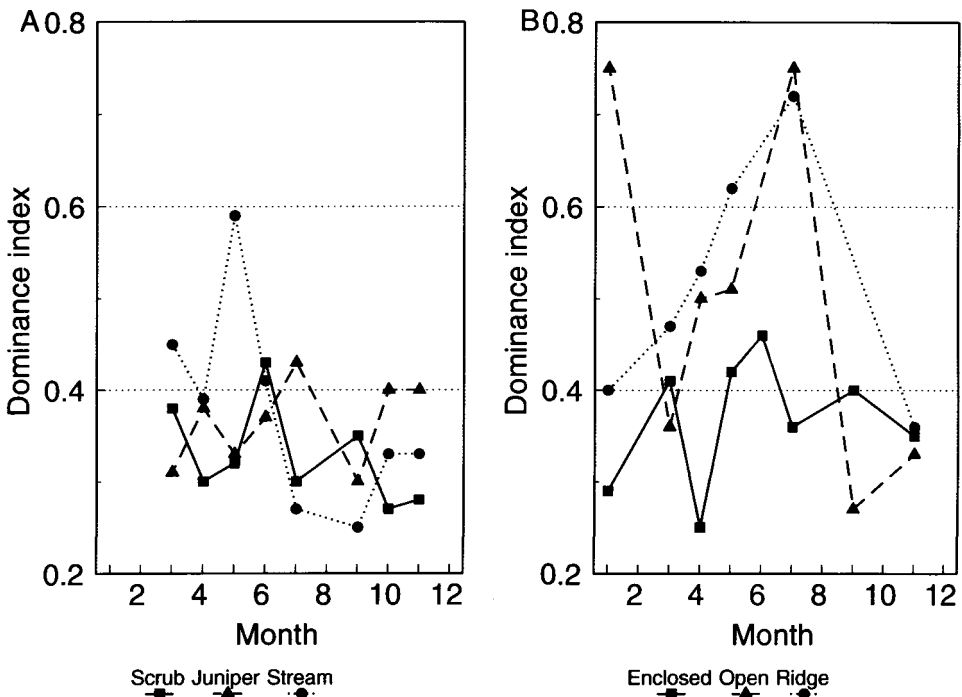 A
0.8
0.6
0.4
0.2
Dominance index
2 4 6 8 10 12
Month
Scrub Juniper Stream
B
0.8
0.6
0.4
0.2
Dominance index
2 4 6 8 10 12
Month
Enclosed Open Ridge